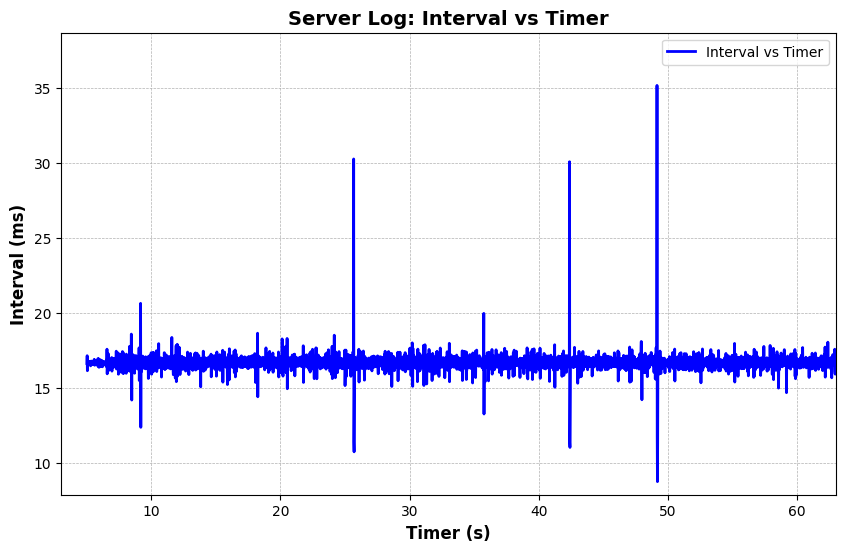 Server Log: Interval vs Timer
Interval vs Timer
Interval (ms)
35
30
25
20
15
10
10 20 30 40 50 60
Timer (s)